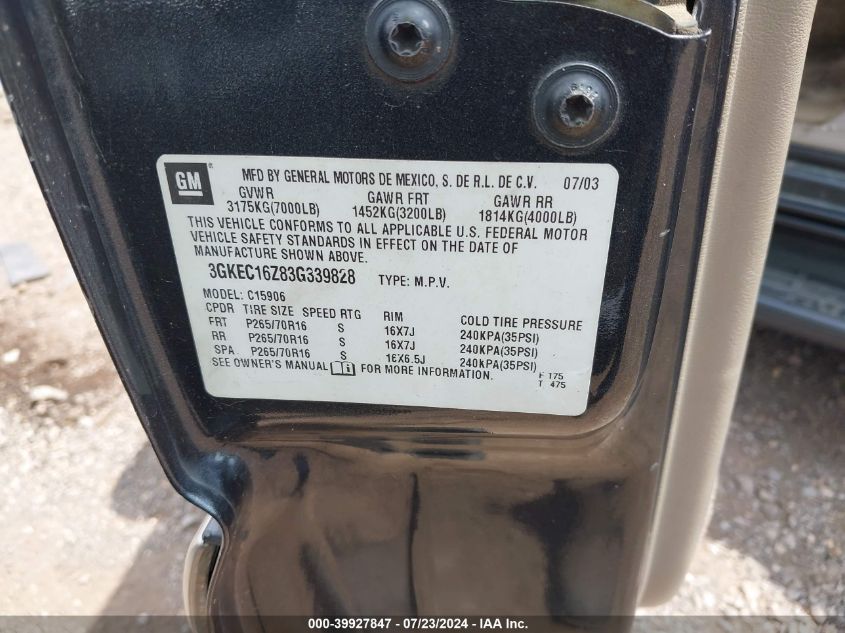 GM ® MFD BY GENERAL MOTORS DE MEXICO, S. DE R.L. DE C.V. 07/03
GVWR GAWR FRT GAWR RR
3175KG(7000LB) 1452KG(3200LB) 1814KG(4000LB)
THIS VEHICLE CONFORMS TO ALL APPLICABLE U.S. FEDERAL MOTOR
VEHICLE SAFETY STANDARDS IN EFFECT ON THE DATE OF
MANUFACTURE SHOWN ABOVE.
3GKEC16Z83G339828 TYPE: M.P.V.
MODEL: C15906
CPDR TIRE SIZE SPEED RTG RIM COLD TIRE PRESSURE
FRT P265/70R16 S 16X7J 240KPA(35PSI)
RR P265/70R16 S 16X7J 240KPA(35PSI)
SPA P265/70R16 S 16X6.5J 240KPA(35PSI)
SEE OWNER'S MANUAL FOR MORE INFORMATION.
F T75
T 475
000-39927847 / 07/23/2024 - IAA Inc.